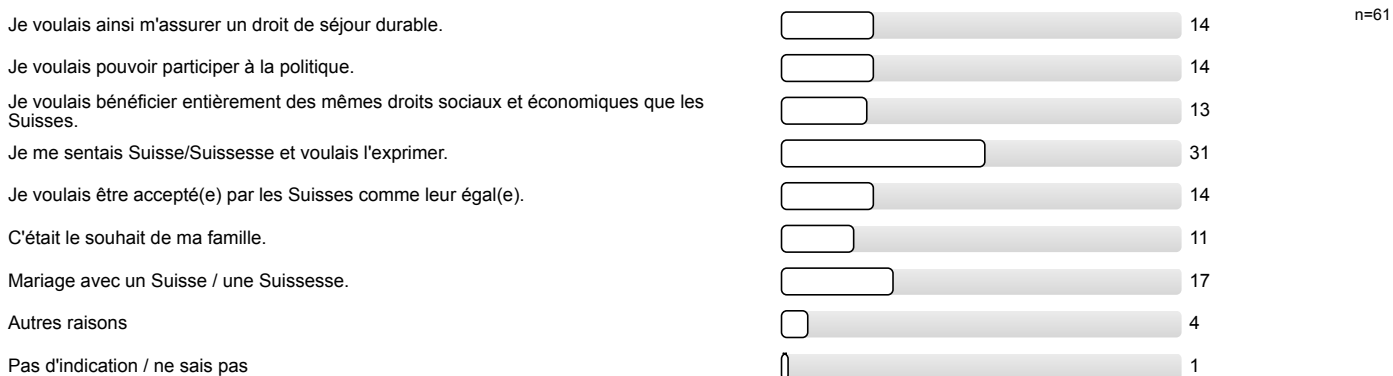 Je voulais ainsi m'assurer un droit de séjour durable. 14 n=61
Je voulais pouvoir participer à la politique. 14
Je voulais bénéficier entièrement des mêmes droits sociaux et économiques que les
Suisses. 13
Je me sentais Suisse/Suissesse et voulais l'exprimer. 31
Je voulais être accepté(e) par les Suisses comme leur égal(e). 14
C'était le souhait de ma famille. 11
Mariage avec un Suisse / une Suissesse. 17
Autres raisons 4
Pas d'indication / ne sais pas 1